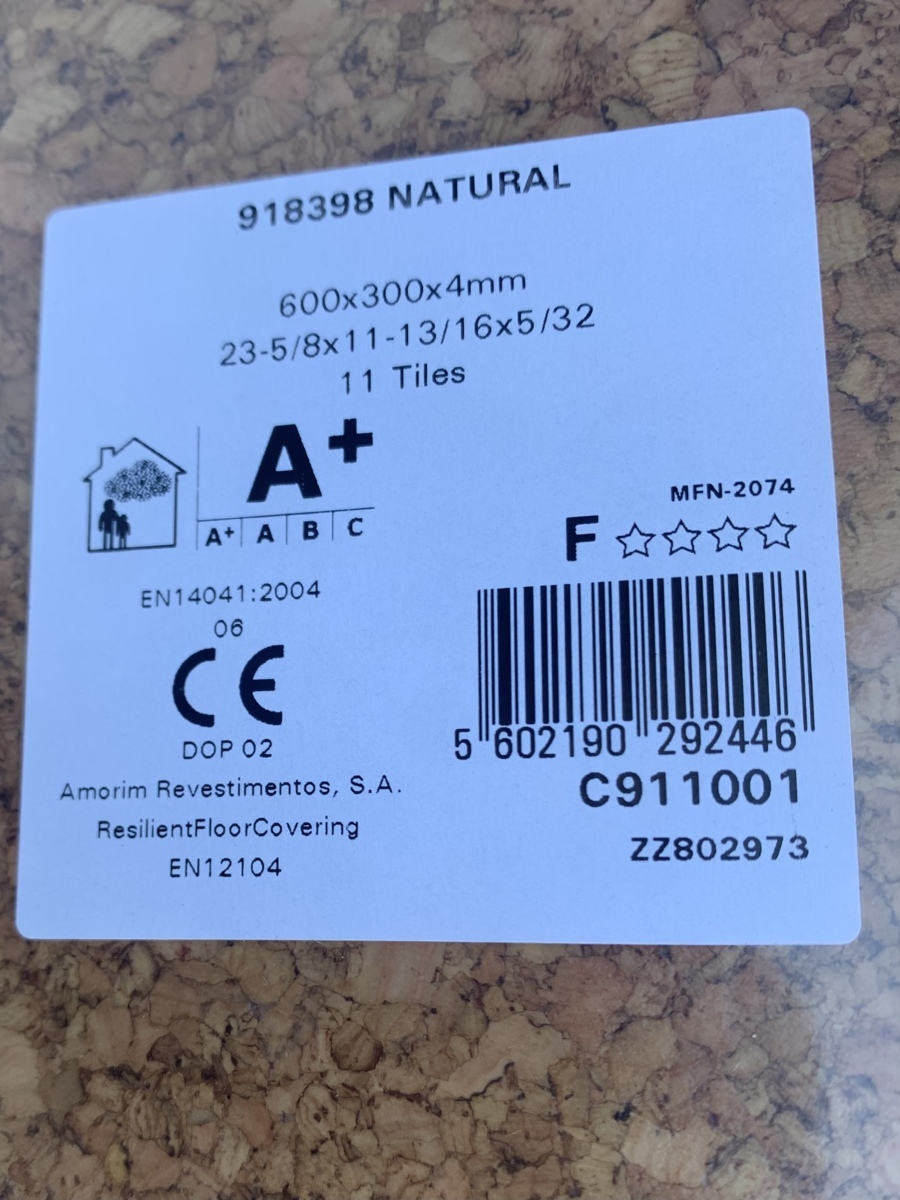 918398 NATURAL
600x300x4mm
23-5/8x11-13/16x5/32
11 Tiles
A+
A+ A B C
MFN-2074
F ☆☆☆☆
EN14041:2004
06
CE
DOP 02
Amorim Revestimentos, S.A.
ResilientFloorCovering
EN12104
5 602190 292446
C911001
ZZ802973